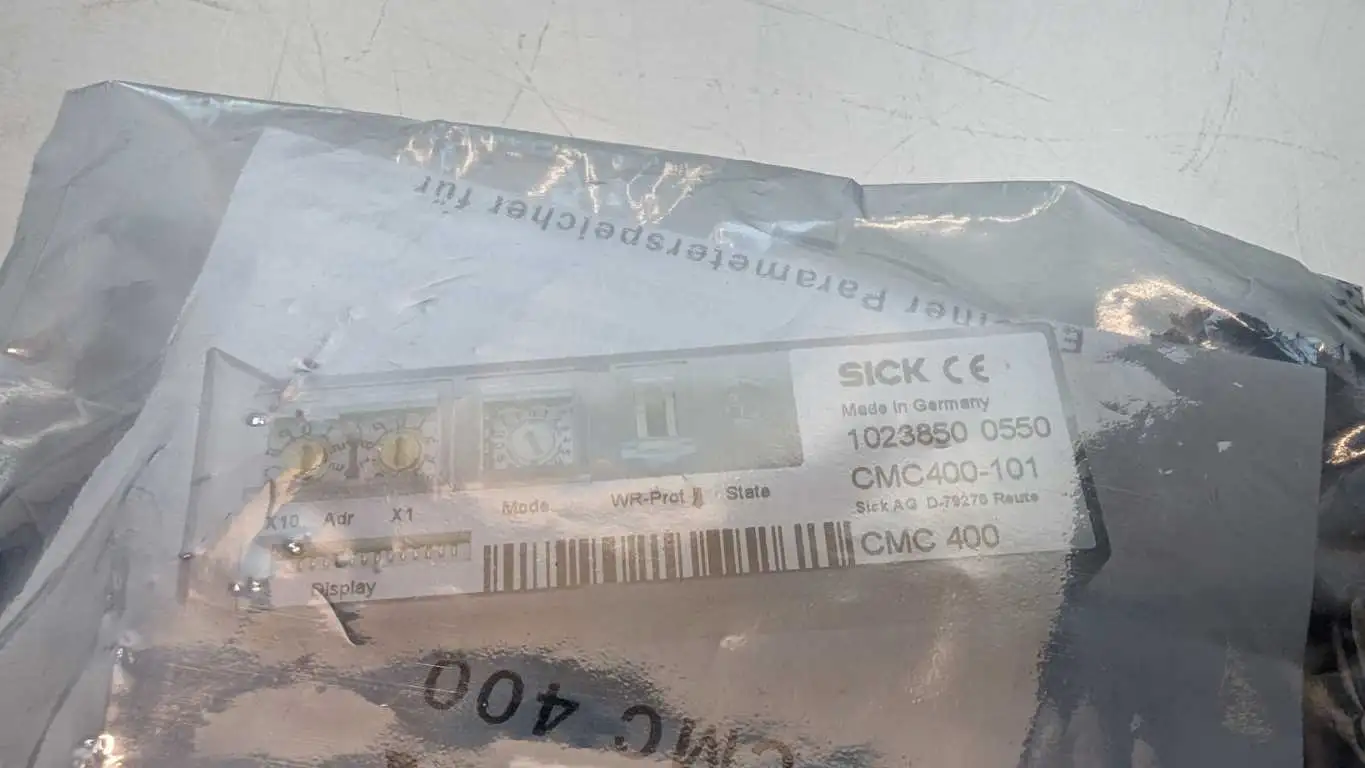 Externer Parameterspeicher für
SICK CE
Made in Germany
1023850 0550
CMC400-101
Sick AG D-79276 Reute
CMC 400
X10 Adr X1
Mode
WR-Prot
State
Display
CMC 400